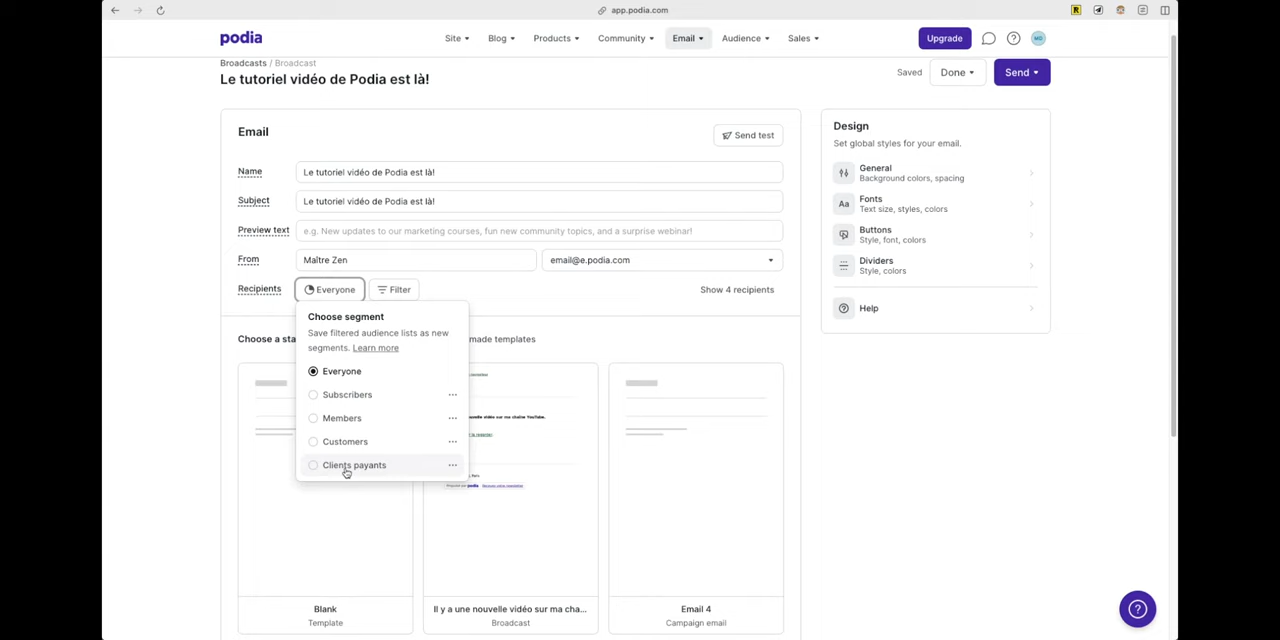 app.podia.com
podia
Site
Blog
Products
Community
Email
Audience
Sales
Upgrade
MD
Broadcasts / Broadcast
Le tutoriel vidéo de Podia est là!
Saved
Done
Send
Email
Send test
Name
Le tutoriel vidéo de Podia est là!
Subject
Le tutoriel vidéo de Podia est là!
Preview text
e.g. New updates to our marketing courses, fun new community topics, and a surprise webinar!
From
Maître Zen
email@e.podia.com
Recipients
Everyone
Filter
Show 4 recipients
Choose segment
Save filtered audience lists as new
segments. Learn more
Everyone
Subscribers
Members
Customers
Clients payants
Choose a sta
made templates
Blank
Template
Il y a une nouvelle vidéo sur ma cha...
Broadcast
Email 4
Campaign email
Design
Set global styles for your email.
General
Background colors, spacing
Aa
Fonts
Text size, styles, colors
Buttons
Style, font, colors
Dividers
Style, colors
Help